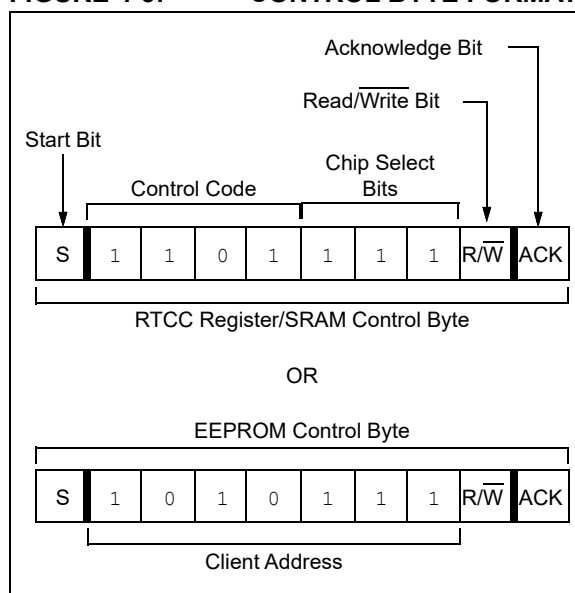 FIGURE 4-3: CONTROL BYTE FORMAT
Acknowledge Bit
Read/Write Bit
Start Bit
Chip Select
Control Code Bits
S 1 1 0 1 1 1 1 R/W ACK
RTCC Register/SRAM Control Byte
OR
EEPROM Control Byte
S 1 0 1 0 1 1 1 R/W ACK
Client Address